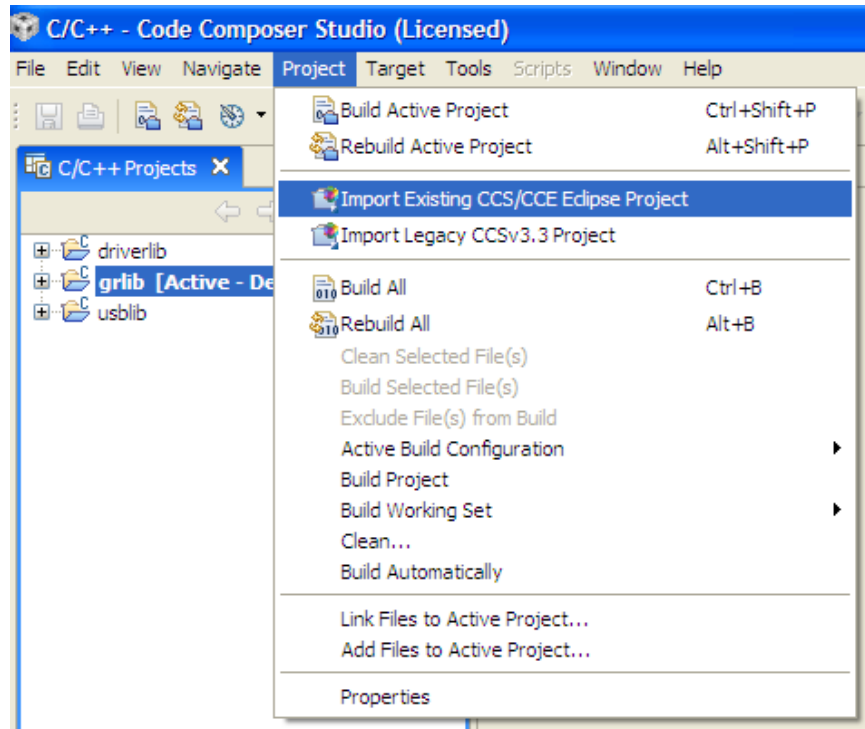 C/C++ - Code Composer Studio (Licensed)
File Edit View Navigate Project Target Tools Scripts Window Help
Build Active Project Ctrl+Shift+P
Rebuild Active Project Alt+Shift+P
C/C++ Projects
Import Existing CCS/CCE Eclipse Project
Import Legacy CCSv3.3 Project
driverlib
grlib [Active - De
usblib
Build All Ctrl+B
Rebuild All Alt+B
Clean Selected File(s)
Build Selected File(s)
Exclude File(s) from Build
Active Build Configuration
Build Project
Build Working Set
Clean...
Build Automatically
Link Files to Active Project...
Add Files to Active Project...
Properties